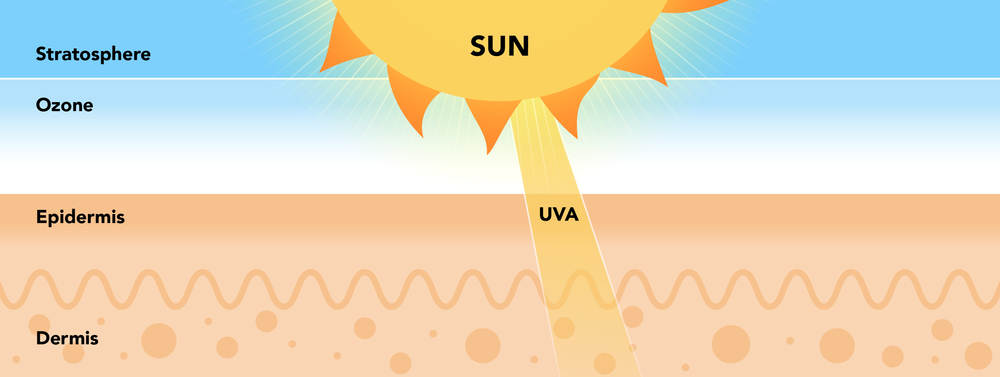 SUN
Stratosphere
Ozone
UVA
Epidermis
Dermis